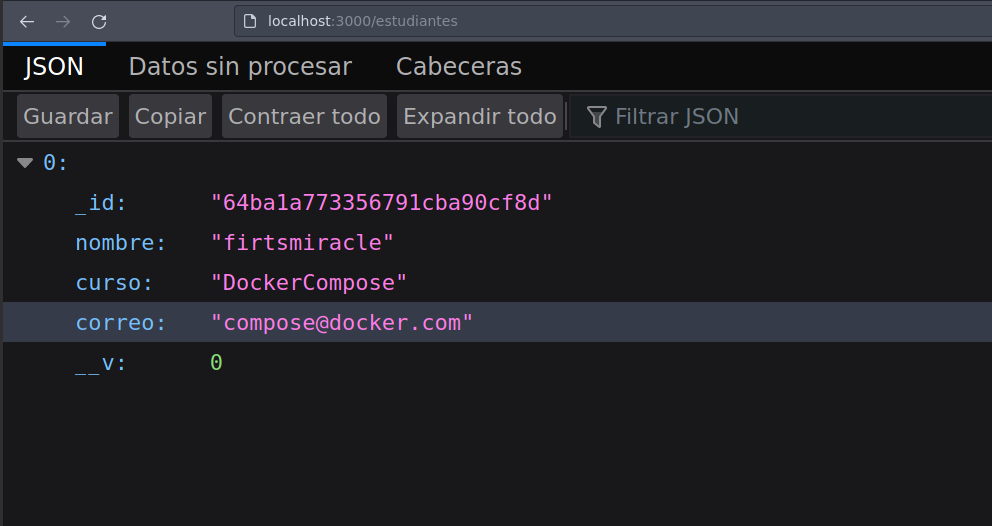 localhost:3000/estudiantes
JSON Datos sin procesar Cabeceras
Guardar Copiar Contraer todo Expandir todo Filtrar JSON
0:
_id: "64ba1a773356791cba90cf8d"
nombre: "firtsmiracle"
curso: "DockerCompose"
correo: "compose@docker.com"
__v: 0